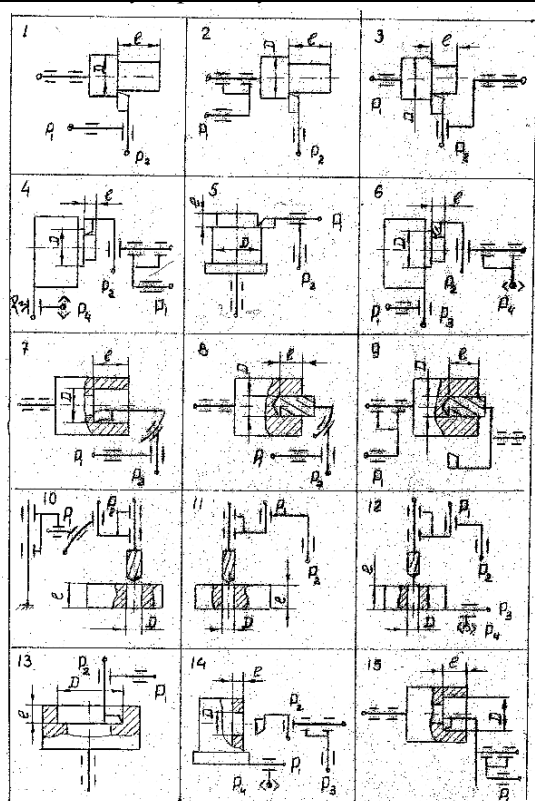 1 D ℓ P₁ P₂
2 D ℓ P₁ P₂
3 D ℓ P₁ P₂
4 D ℓ P₂ P₃ P₄ P₁
5 ℓ D P₁ P₂
6 D ℓ P₂ P₁ P₃ P₄
7 ℓ D P₁ P₂
8 D ℓ P₁ P₂
9 D ℓ P₁
10 P₁ P₂ ℓ D
11 P₁ P₂ ℓ D
12 P₁ P₂ ℓ P₃ P₄ D
13 P₂ D P₁ ℓ
14 ℓ D P₂ P₁ P₄ P₃
15 ℓ D P₁